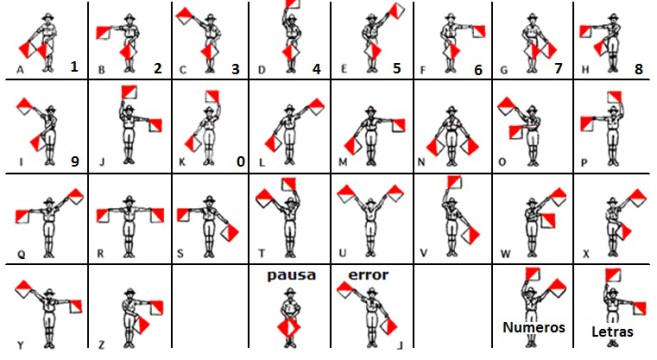 A 1 B 2 C 3 D 4 E 5 F 6 G 7 H 8
I 9 J K 0 L M N O P
Q R S T U V W X
pausa error
Y Z J Numeros Letras